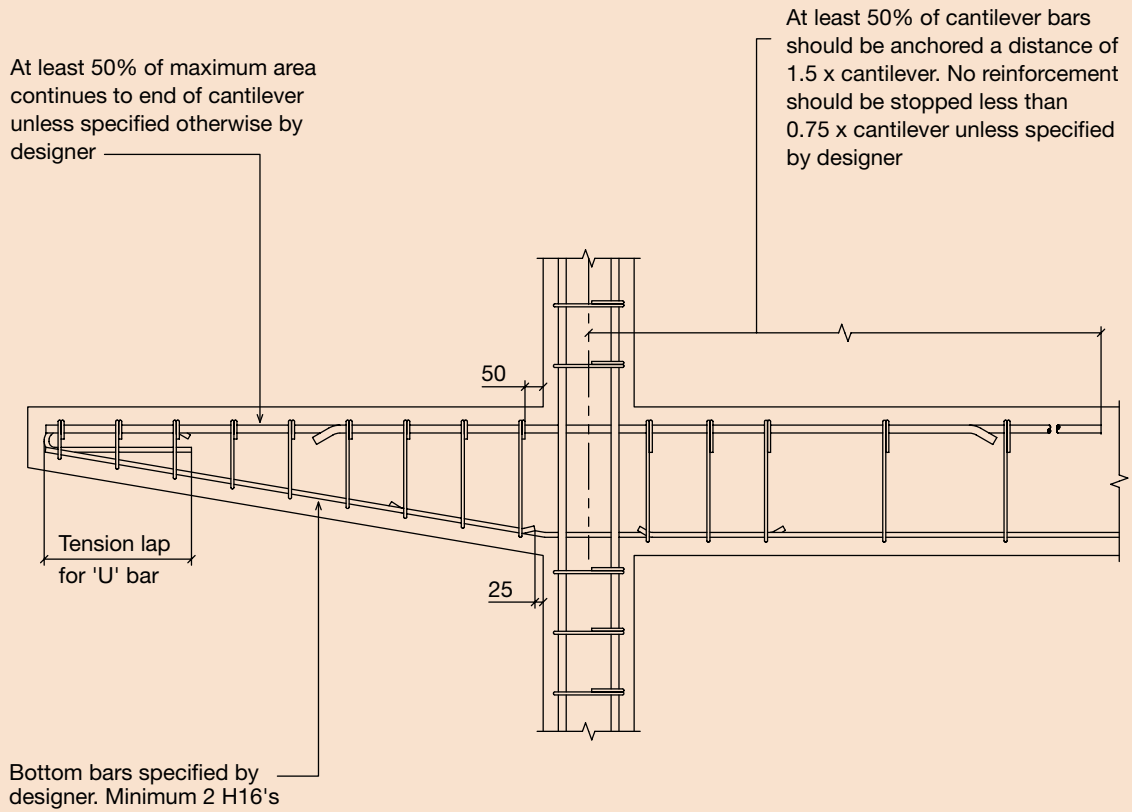 At least 50% of cantilever bars
should be anchored a distance of
1.5 x cantilever. No reinforcement
should be stopped less than
0.75 x cantilever unless specified
by designer
At least 50% of maximum area
continues to end of cantilever
unless specified otherwise by
designer
50
Tension lap
for 'U' bar
25
Bottom bars specified by
designer. Minimum 2 H16's